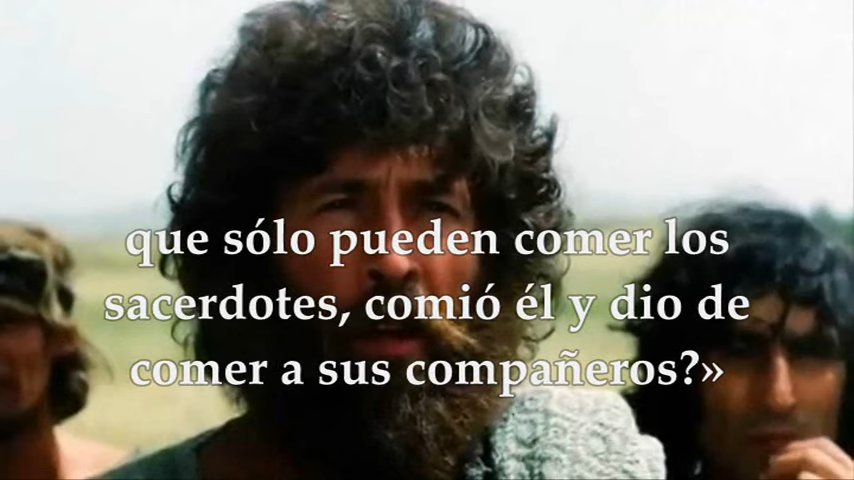 que sólo pueden comer los
sacerdotes, comió él y dio de
comer a sus compañeros?»